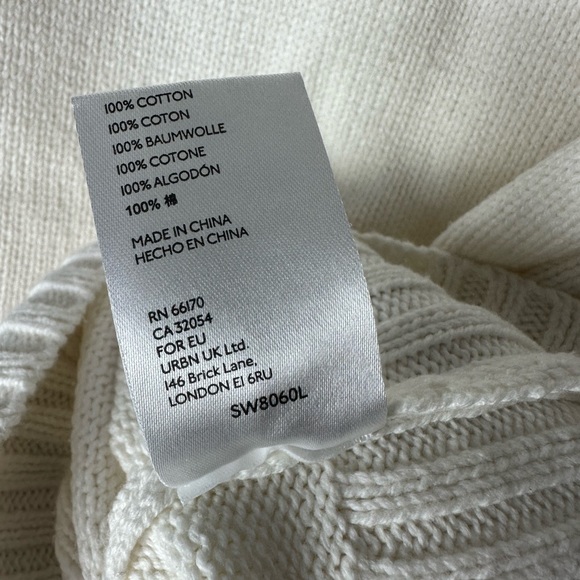 100% COTTON
100% COTON
100% BAUMWOLLE
100% COTONE
100% ALGODÓN
100% 棉
MADE IN CHINA
HECHO EN CHINA
RN 66170
CA 32054
FOR EU
URBN UK Ltd.
146 Brick Lane,
LONDON E1 6RU
SW8060L